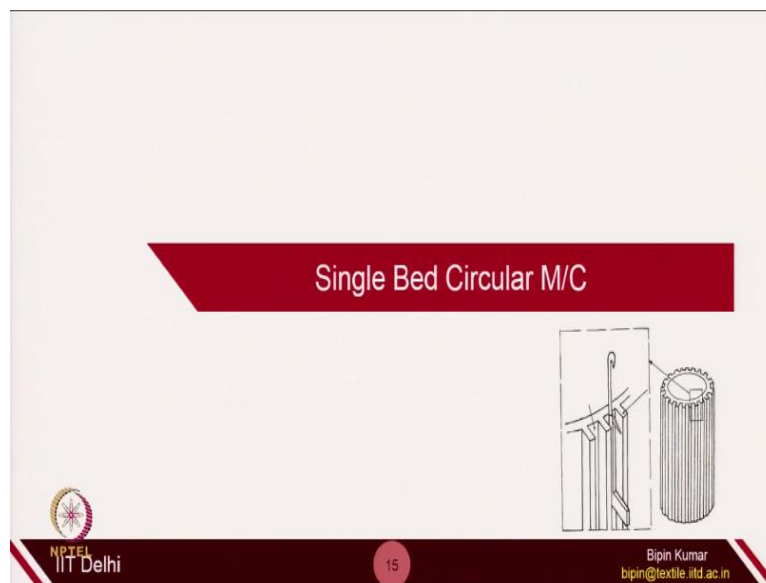 Single Bed Circular M/C
NPTEL
IIT Delhi
15
Bipin Kumar
bipin@textile.iitd.ac.in